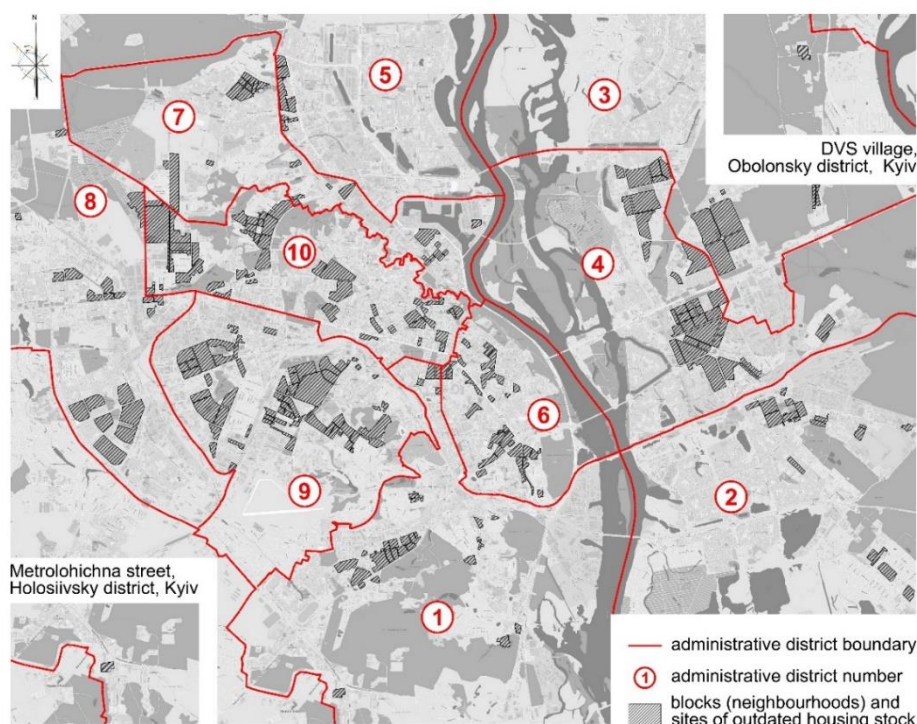 N
DVS village,
Obolonsky district, Kyiv
5
3
7
8
10
4
6
9
2
1
Metrolohichna street,
Holosiivsky district, Kyiv
administrative district boundary
1 administrative district number
blocks (neighbourhoods) and
sites of outdated housing stock